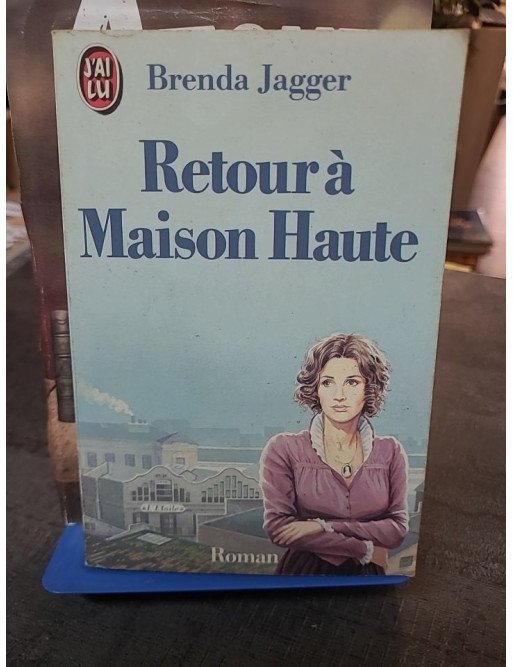 J'AI
LU
Brenda Jagger
Retour à
Maison Haute
Roman